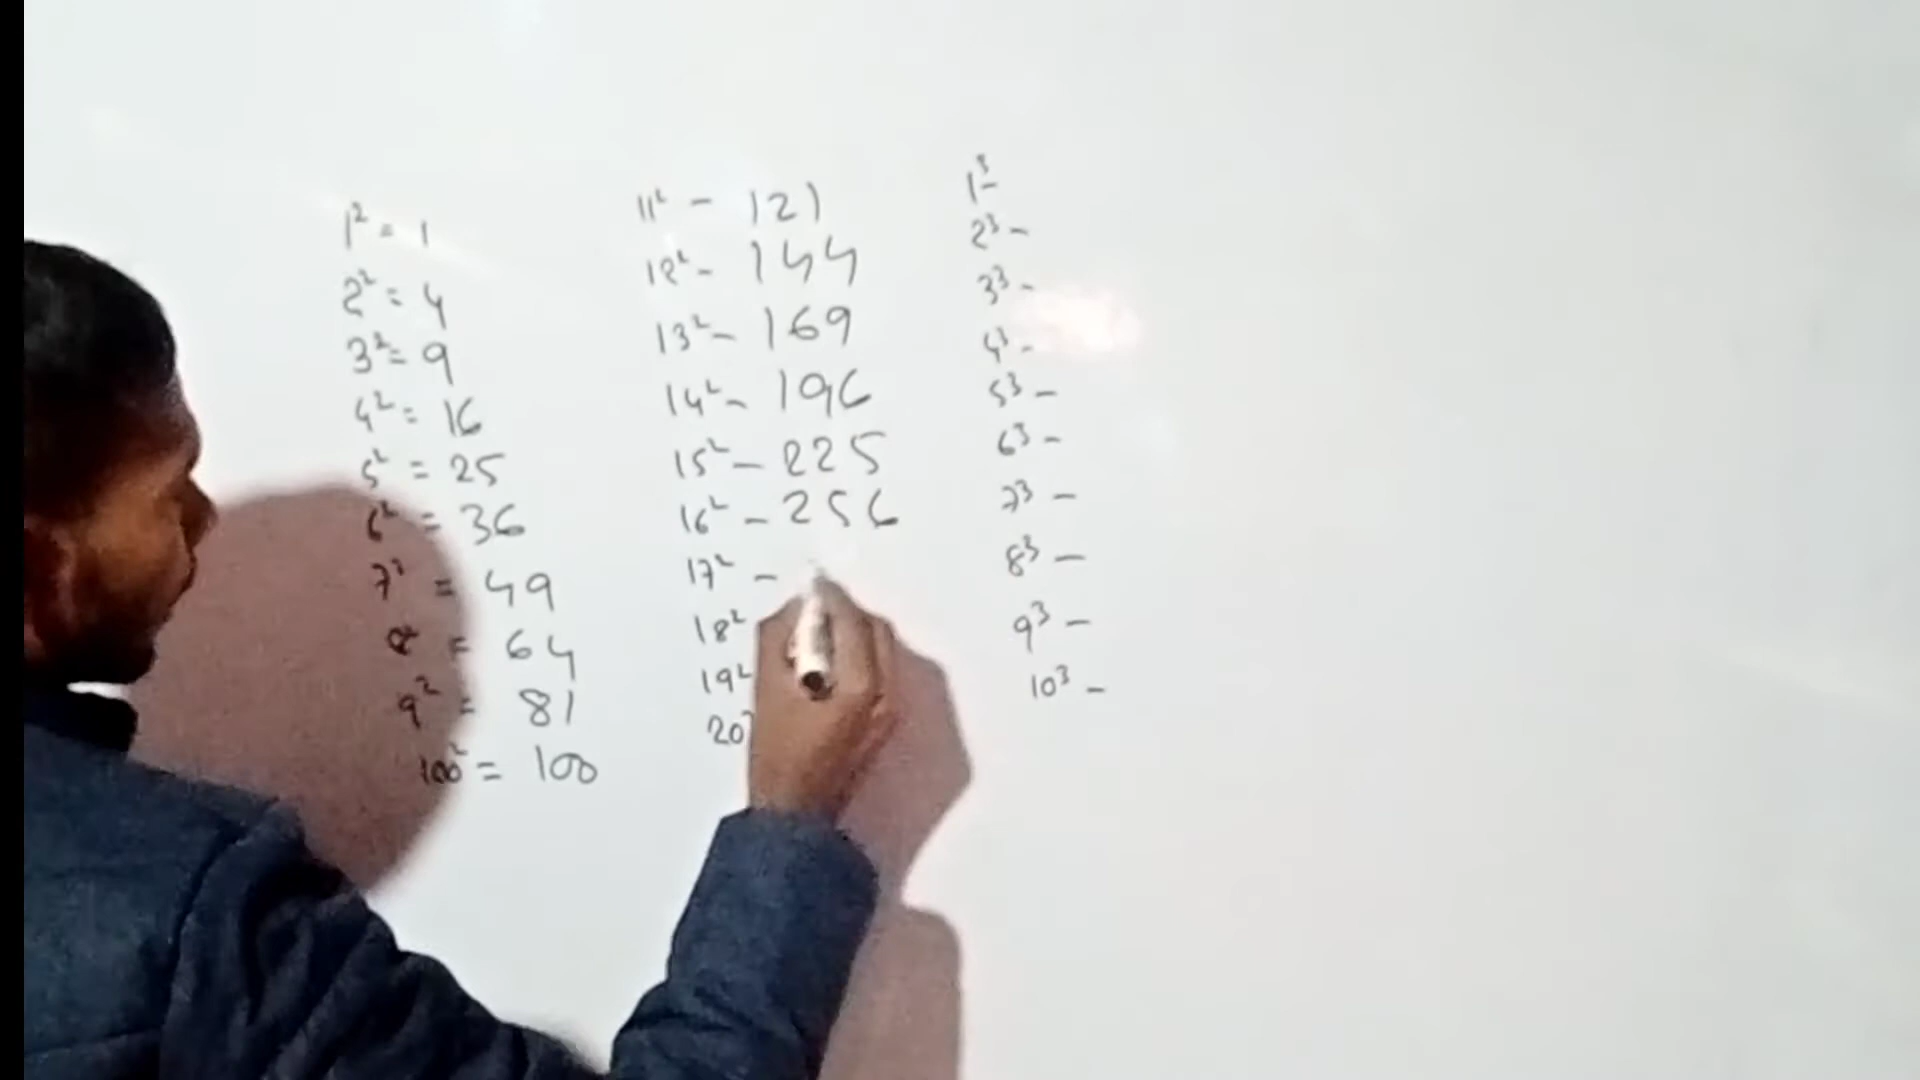 1² = 1
2² = 4
3² = 9
4² = 16
5² = 25
6² = 36
7² = 49
8² = 64
9² = 81
100² = 100
11² - 121
12² - 144
13² - 169
14² - 196
15² - 225
16² - 256
17² -
18²
19²
20
1³ -
2³ -
3³ -
4³ -
5³ -
6³ -
7³ -
8³ -
9³ -
10³ -